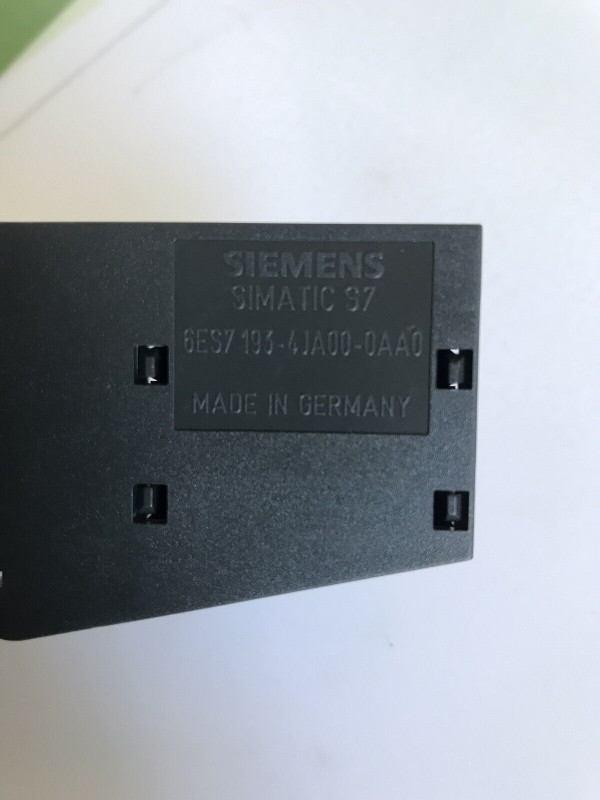 SIEMENS
SIMATIC S7
6ES7 193-4JA00-0AA0
MADE IN GERMANY